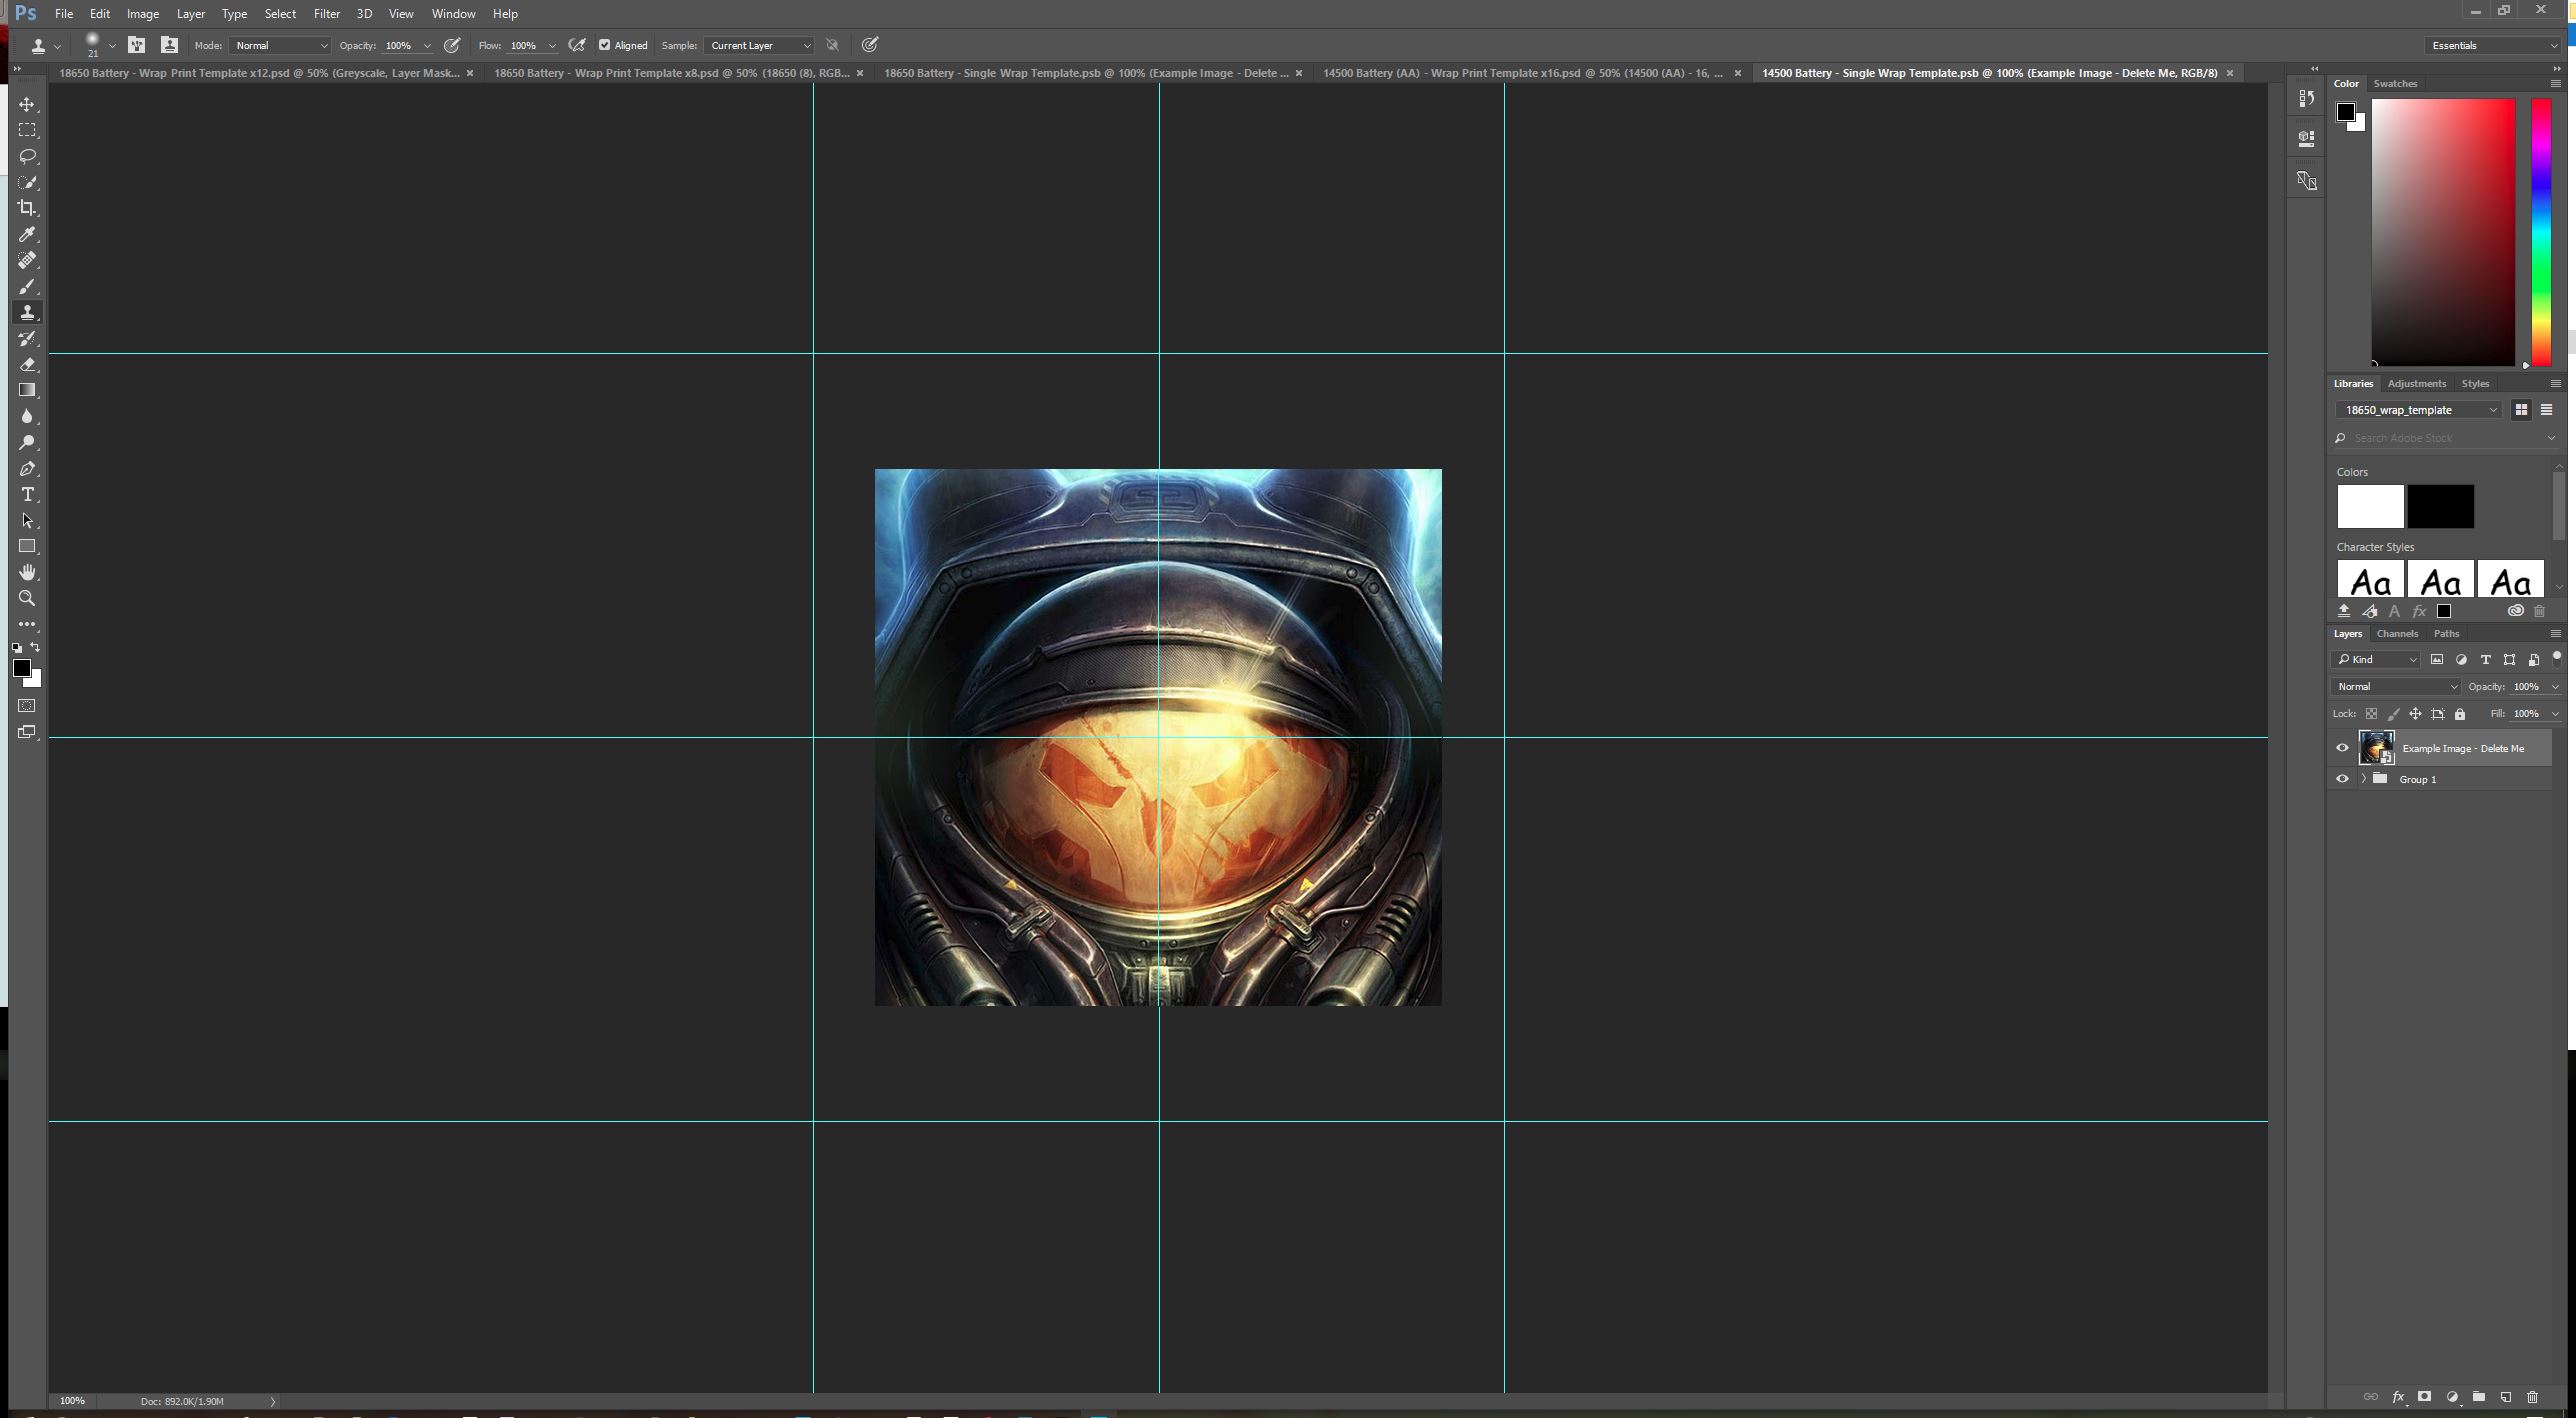 Ps File Edit Image Layer Type Select Filter 3D View Window Help
21 Mode: Normal Opacity: 100% Flow: 100% Aligned Sample: Current Layer Essentials
18650 Battery - Wrap Print Template x12.psd @ 50% (Greyscale, Layer Mask... × 18650 Battery - Wrap Print Template x8.psd @ 50% (18650 (8), RGB... × 18650 Battery - Single Wrap Template.psb @ 100% (Example Image - Delete ... × 14500 Battery (AA) - Wrap Print Template x16.psd @ 50% (14500 (AA) - 16, ... × 14500 Battery - Single Wrap Template.psb @ 100% (Example Image - Delete Me, RGB/8) ×
Color Swatches
Libraries Adjustments Styles
18650_wrap_template
Search Adobe Stock
Colors
Character Styles
Aa Aa Aa
A fx
Layers Channels Paths
Kind T
Normal Opacity: 100%
Lock: Fill: 100%
Example Image - Delete Me
Group 1
T
100% Doc: 892.0K/1.90M
fx